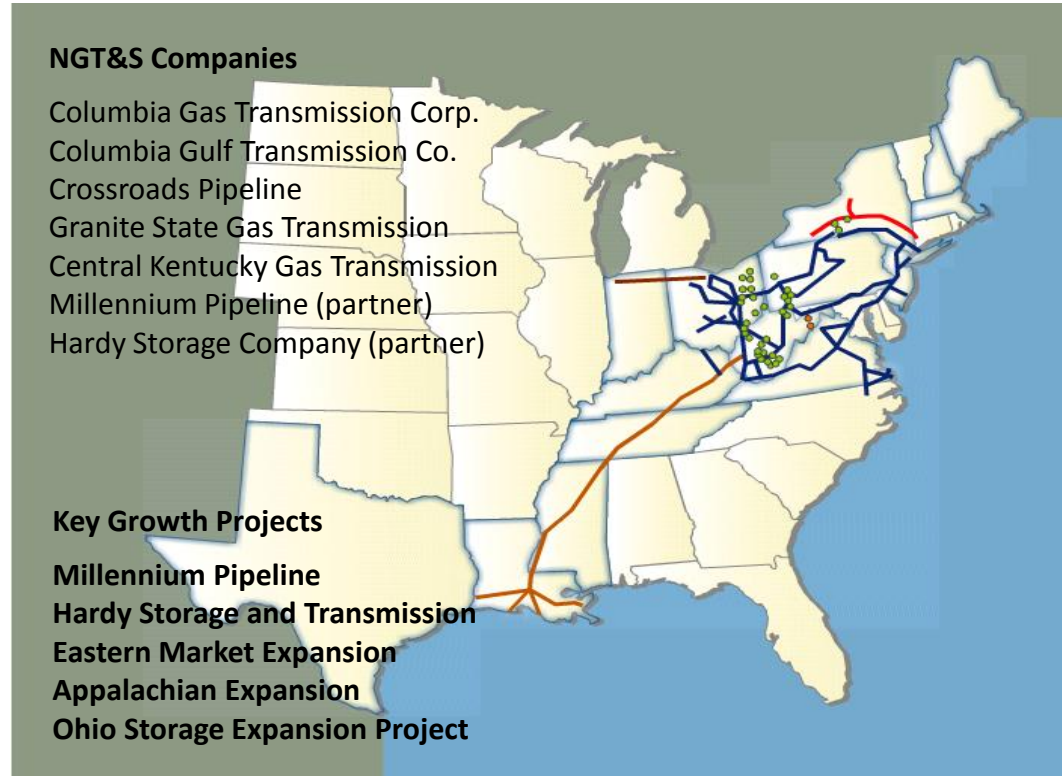 NGT&S Companies
Columbia Gas Transmission Corp.
Columbia Gulf Transmission Co.
Crossroads Pipeline
Granite State Gas Transmission
Central Kentucky Gas Transmission
Millennium Pipeline (partner)
Hardy Storage Company (partner)
Key Growth Projects
Millennium Pipeline
Hardy Storage and Transmission
Eastern Market Expansion
Appalachian Expansion
Ohio Storage Expansion Project